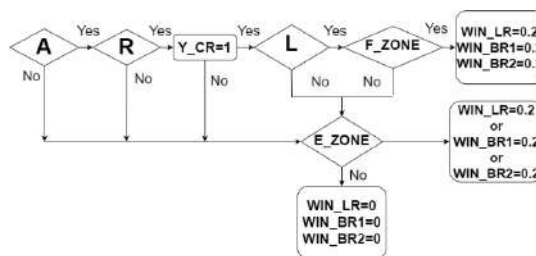 A
Yes
R
Yes
Y_CR=1
Yes
L
Yes
F_ZONE
Yes
WIN_LR=0.2
WIN_BR1=0.2
WIN_BR2=0.2
No
No
No
No
No
E_ZONE
WIN_LR=0.2
or
WIN_BR1=0.2
or
WIN_BR2=0.2
No
WIN_LR=0
WIN_BR1=0
WIN_BR2=0